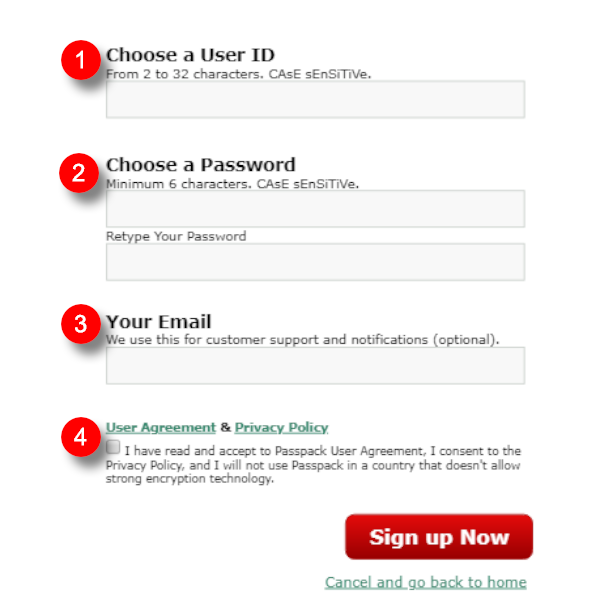 1
Choose a User ID
From 2 to 32 characters. CAsE sEnSiTiVe.
2
Choose a Password
Minimum 6 characters. CAsE SEnSiTiVe.
Retype Your Password
3
Your Email
We use this for customer support and notifications (optional).
4
User Agreement & Privacy Policy
I have read and accept to Passpack User Agreement, I consent to the
Privacy Policy, and I will not use Passpack in a country that doesn't allow
strong encryption technology.
Sign up Now
Cancel and go back to home